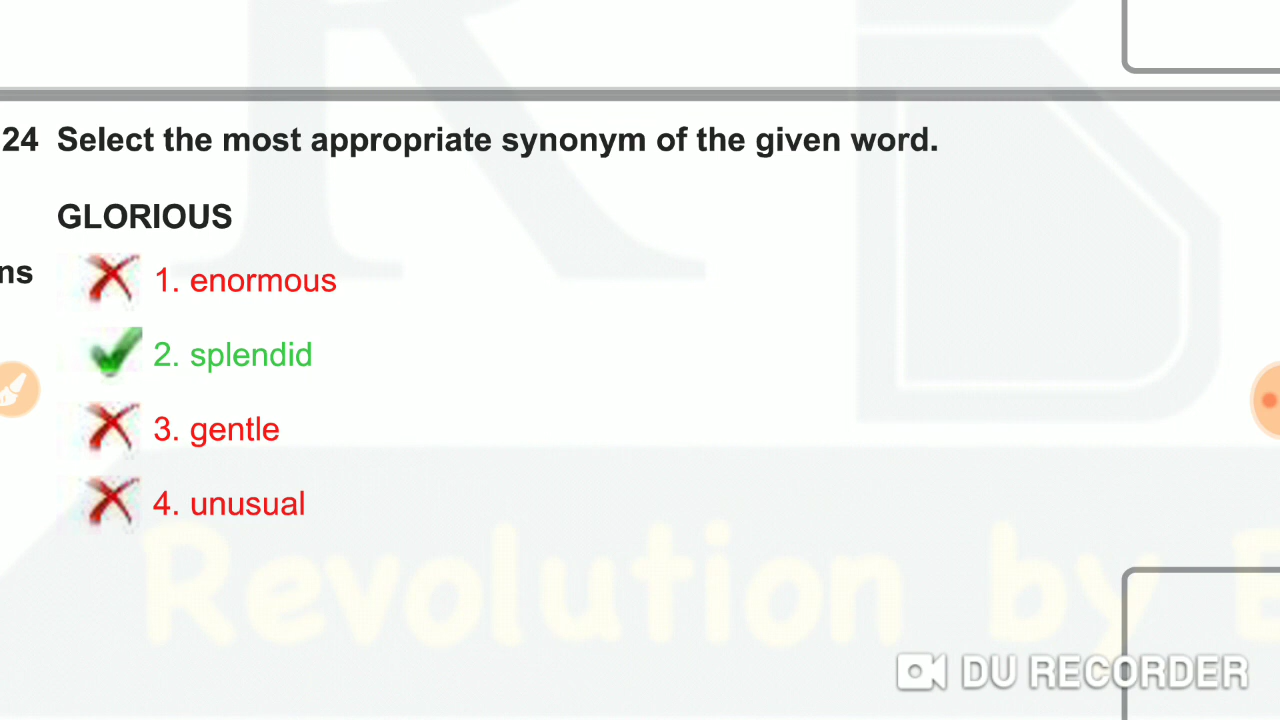 24 Select the most appropriate synonym of the given word.
GLORIOUS
ns
1. enormous
2. splendid
3. gentle
4. unusual
Revolution by
DU RECORDER